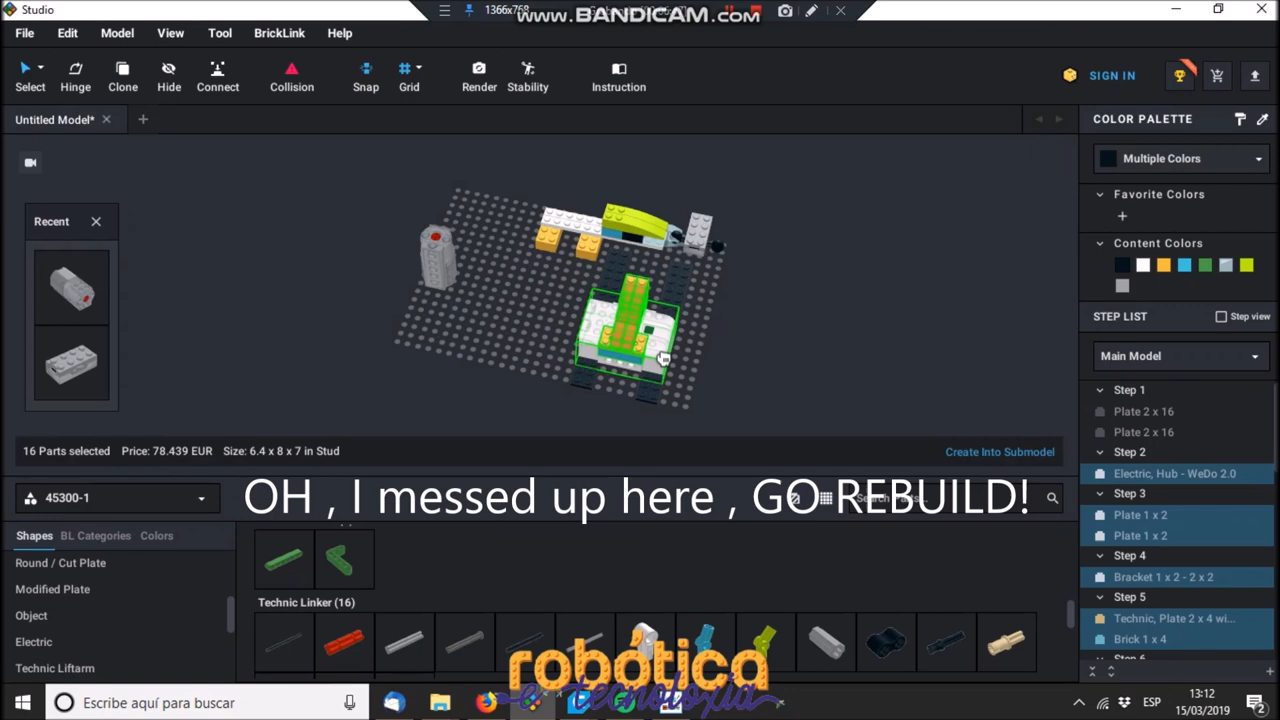 Studio
1366x768
www.BANDICAM.com
File Edit Model View Tool BrickLink Help
Select Hinge Clone Hide Connect Collision Snap Grid Render Stability Instruction
SIGN IN
Untitled Model*
COLOR PALETTE
Multiple Colors
Favorite Colors
Content Colors
Recent
STEP LIST
Step view
Main Model
Step 1
Plate 2 x 16
Plate 2 x 16
Step 2
Electric, Hub - WeDo 2.0
Step 3
Plate 1 x 2
Plate 1 x 2
Step 4
Bracket 1 x 2 - 2 x 2
Step 5
Technic, Plate 2 x 4 wi...
Brick 1 x 4
16 Parts selected Price: 78.439 EUR Size: 6.4 x 8 x 7 in Stud
Create Into Submodel
45300-1
OH , I messed up here , GO REBUILD!
Shapes BL Categories Colors
Round / Cut Plate
Modified Plate
Object
Electric
Technic Liftarm
Technic Linker (16)
robótica
e tecnoloxía
Escribe aquí para buscar
ESP
13:12
15/03/2019
2